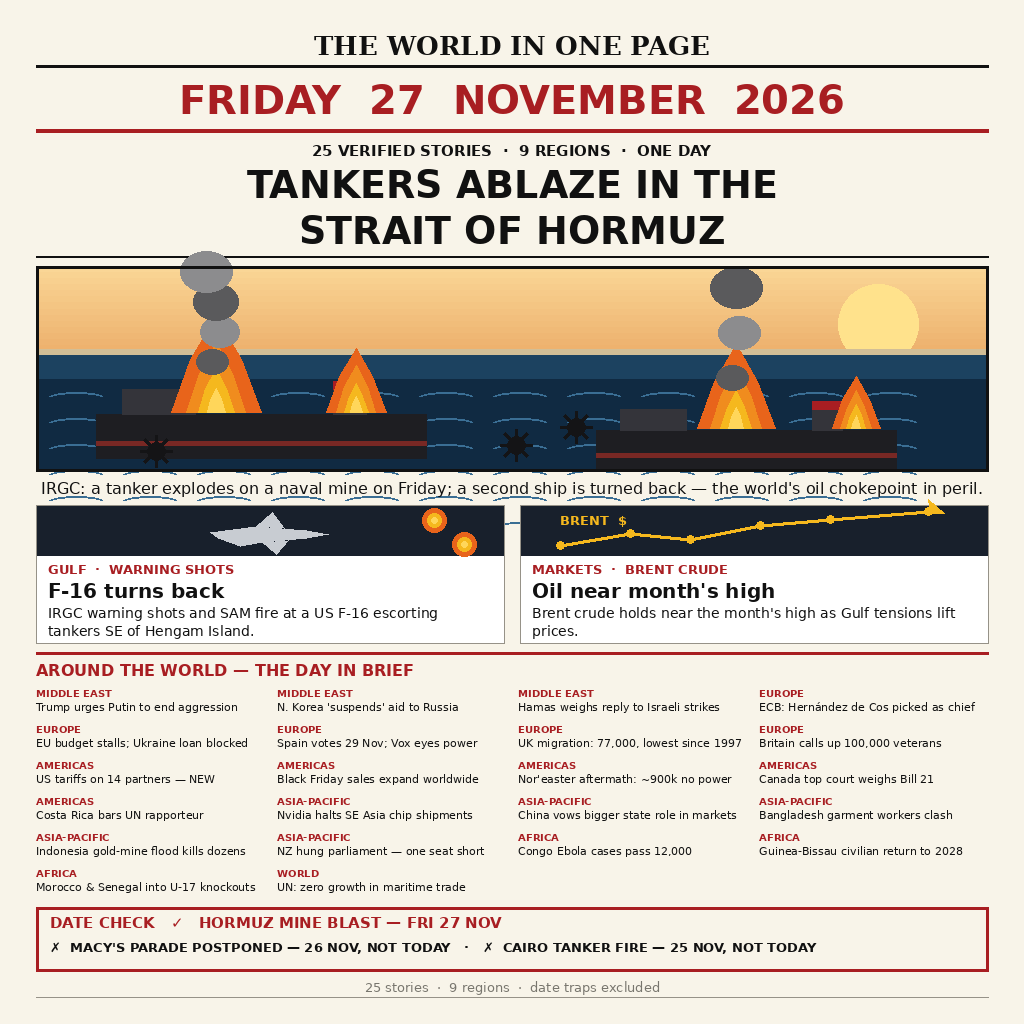 THE WORLD IN ONE PAGE
FRIDAY 27 NOVEMBER 2026
25 VERIFIED STORIES · 9 REGIONS · ONE DAY
TANKERS ABLAZE IN THE
STRAIT OF HORMUZ
IRGC: a tanker explodes on a naval mine on Friday; a second ship is turned back — the world's oil chokepoint in peril.
GULF · WARNING SHOTS
F-16 turns back
IRGC warning shots and SAM fire at a US F-16 escorting
tankers SE of Hengam Island.
BRENT $
MARKETS · BRENT CRUDE
Oil near month's high
Brent crude holds near the month's high as Gulf tensions lift
prices.
AROUND THE WORLD — THE DAY IN BRIEF
MIDDLE EAST
Trump urges Putin to end aggression
MIDDLE EAST
N. Korea 'suspends' aid to Russia
MIDDLE EAST
Hamas weighs reply to Israeli strikes
EUROPE
ECB: Hernández de Cos picked as chief
EUROPE
EU budget stalls; Ukraine loan blocked
EUROPE
Spain votes 29 Nov; Vox eyes power
EUROPE
UK migration: 77,000, lowest since 1997
EUROPE
Britain calls up 100,000 veterans
AMERICAS
US tariffs on 14 partners — NEW
AMERICAS
Black Friday sales expand worldwide
AMERICAS
Nor'easter aftermath: ~900k no power
AMERICAS
Canada top court weighs Bill 21
AMERICAS
Costa Rica bars UN rapporteur
ASIA-PACIFIC
Nvidia halts SE Asia chip shipments
ASIA-PACIFIC
China vows bigger state role in markets
ASIA-PACIFIC
Bangladesh garment workers clash
ASIA-PACIFIC
Indonesia gold-mine flood kills dozens
ASIA-PACIFIC
NZ hung parliament — one seat short
AFRICA
Congo Ebola cases pass 12,000
AFRICA
Guinea-Bissau civilian return to 2028
AFRICA
Morocco & Senegal into U-17 knockouts
WORLD
UN: zero growth in maritime trade
DATE CHECK ✓ HORMUZ MINE BLAST — FRI 27 NOV
✗ MACY'S PARADE POSTPONED — 26 NOV, NOT TODAY · ✗ CAIRO TANKER FIRE — 25 NOV, NOT TODAY
25 stories · 9 regions · date traps excluded